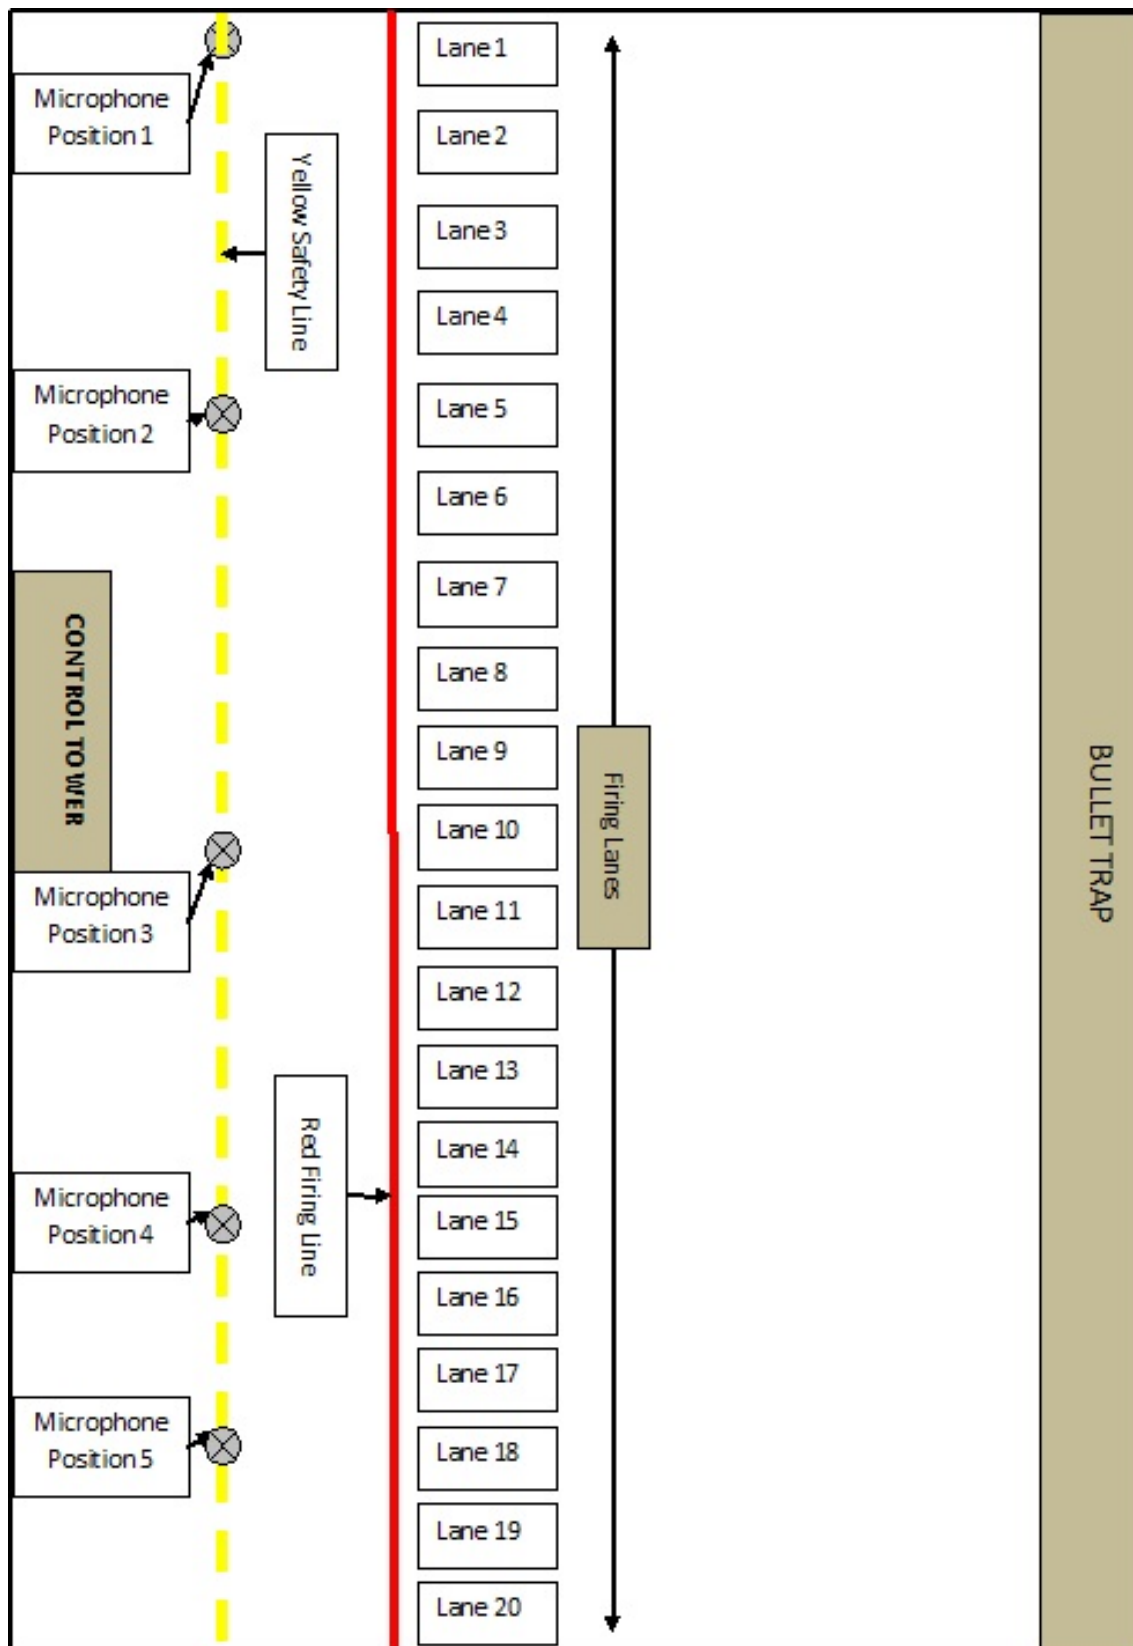 Lane 1
Microphone
Position 1
Lane 2
Yellow Safety Line
Lane 3
Lane 4
Microphone
Position 2
Lane 5
Lane 6
CONTROL TOWER
Lane 7
Lane 8
Lane 9
Firing Lanes
BULLET TRAP
Lane 10
Microphone
Position 3
Lane 11
Lane 12
Lane 13
Red Firing Line
Lane 14
Microphone
Position 4
Lane 15
Lane 16
Lane 17
Microphone
Position 5
Lane 18
Lane 19
Lane 20